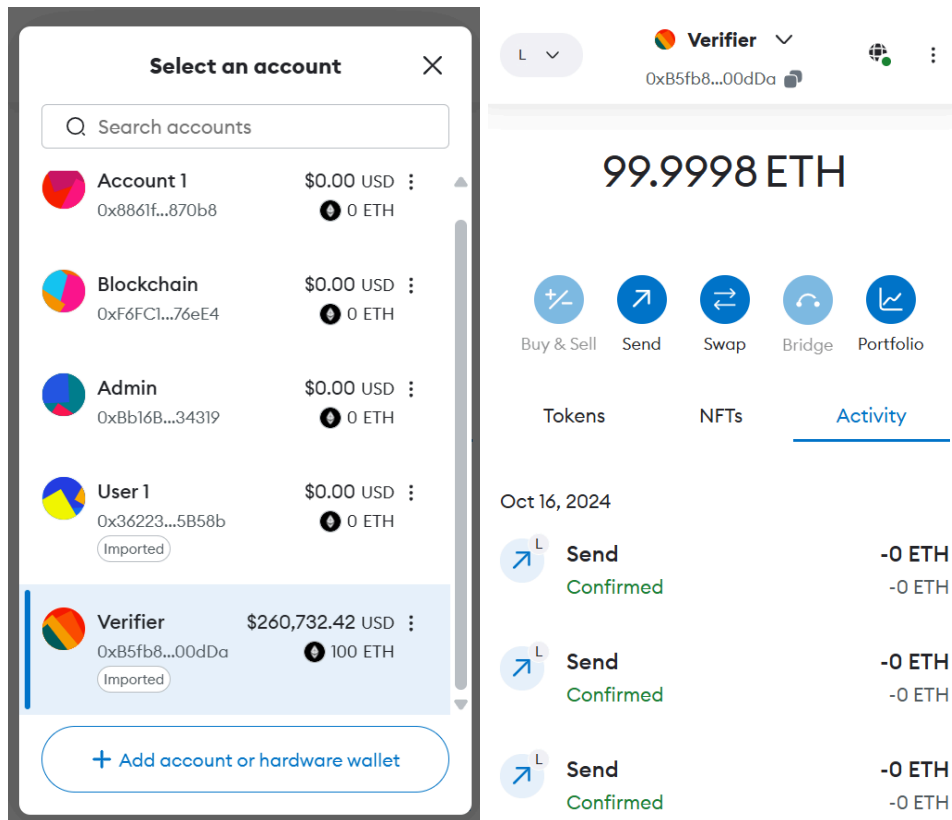 Select an account
Search accounts
Account 1 $0.00 USD
0x8861f...870b8 0 ETH
Blockchain $0.00 USD
0xF6FC1...76eE4 0 ETH
Admin $0.00 USD
0xBb16B...34319 0 ETH
User 1 $0.00 USD
0x36223...5B58b 0 ETH
Imported
Verifier $260,732.42 USD
0xB5fb8...00dDa 100 ETH
Imported
+ Add account or hardware wallet
L Verifier
0xB5fb8...00dDa
99.9998 ETH
Buy & Sell Send Swap Bridge Portfolio
Tokens NFTs Activity
Oct 16, 2024
L Send -0 ETH
Confirmed -0 ETH
L Send -0 ETH
Confirmed -0 ETH
L Send -0 ETH
Confirmed -0 ETH